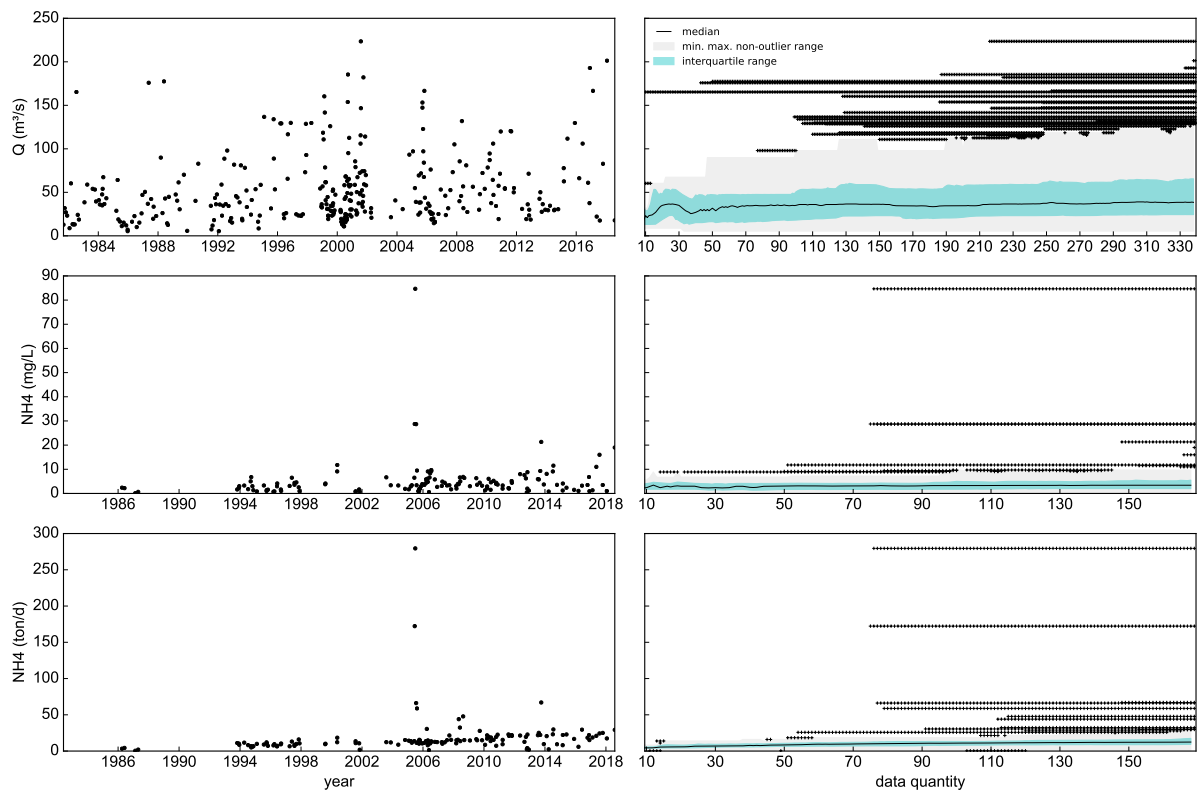 250
200
150
100
50
0
Q (m³/s)
1984 1988 1992 1996 2000 2004 2008 2012 2016
median
min. max. non-outlier range
interquartile range
10 30 50 70 90 110 130 150 170 190 210 230 250 270 290 310 330
90
80
70
60
50
40
30
20
10
0
NH4 (mg/L)
1986 1990 1994 1998 2002 2006 2010 2014 2018
10 30 50 70 90 110 130 150
300
250
200
150
100
50
0
NH4 (ton/d)
1986 1990 1994 1998 2002 2006 2010 2014 2018
year
10 30 50 70 90 110 130 150
data quantity